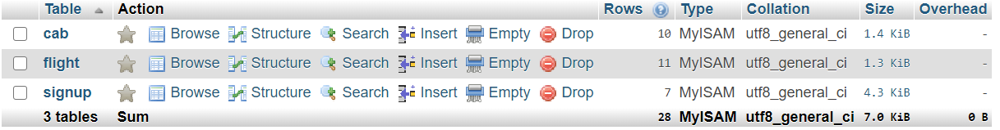 Table Action Rows Type Collation Size Overhead
cab Browse Structure Search Insert Empty Drop 10 MyISAM utf8_general_ci 1.4 KiB -
flight Browse Structure Search Insert Empty Drop 11 MyISAM utf8_general_ci 1.3 KiB -
signup Browse Structure Search Insert Empty Drop 7 MyISAM utf8_general_ci 4.3 KiB -
3 tables Sum 28 MyISAM utf8_general_ci 7.0 KiB 0 B